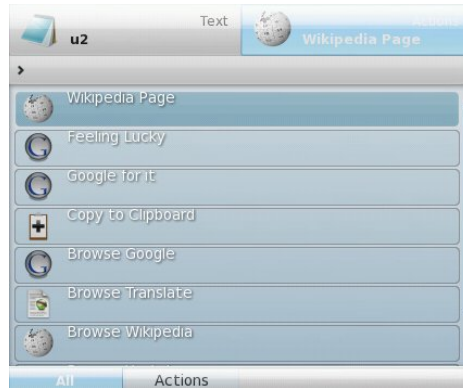 Text
u2
Actions
Wikipedia Page
>
Wikipedia Page
Feeling Lucky
Google for it
Copy to Clipboard
Browse Google
Browse Translate
Browse Wikipedia
All
Actions